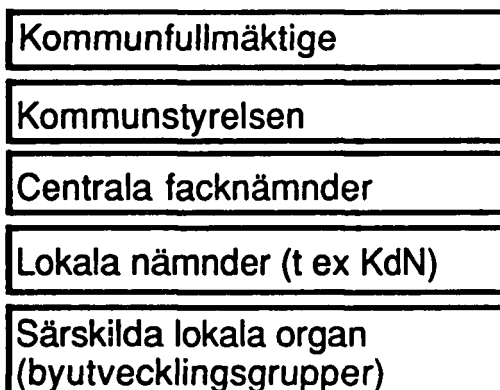 Kommunfullmäktige
Kommunstyrelsen
Centrala facknämnder
Lokala nämnder (t ex KdN)
Särskilda lokala organ
(byutvecklingsgrupper)